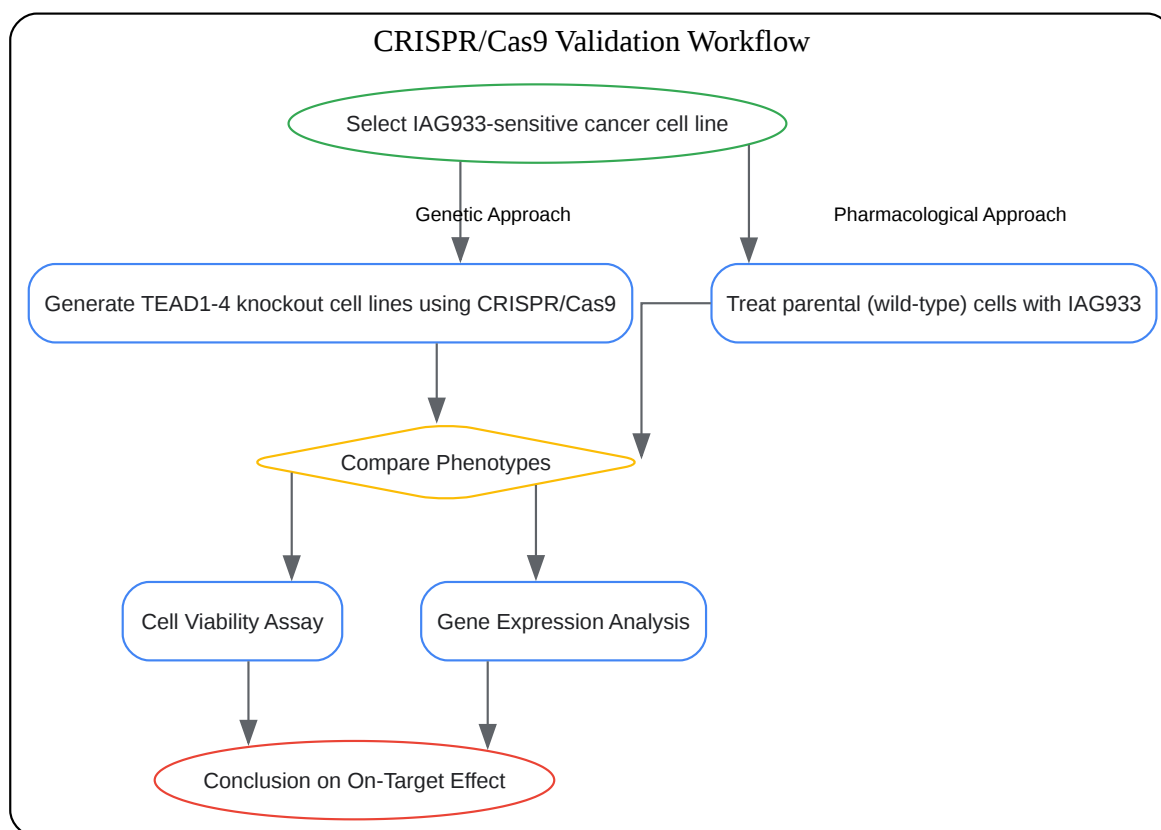 CRISPR/Cas9 Validation Workflow
Select IAG933-sensitive cancer cell line
Genetic Approach
Pharmacological Approach
Generate TEAD1-4 knockout cell lines using CRISPR/Cas9
Treat parental (wild-type) cells with IAG933
Compare Phenotypes
Cell Viability Assay
Gene Expression Analysis
Conclusion on On-Target Effect